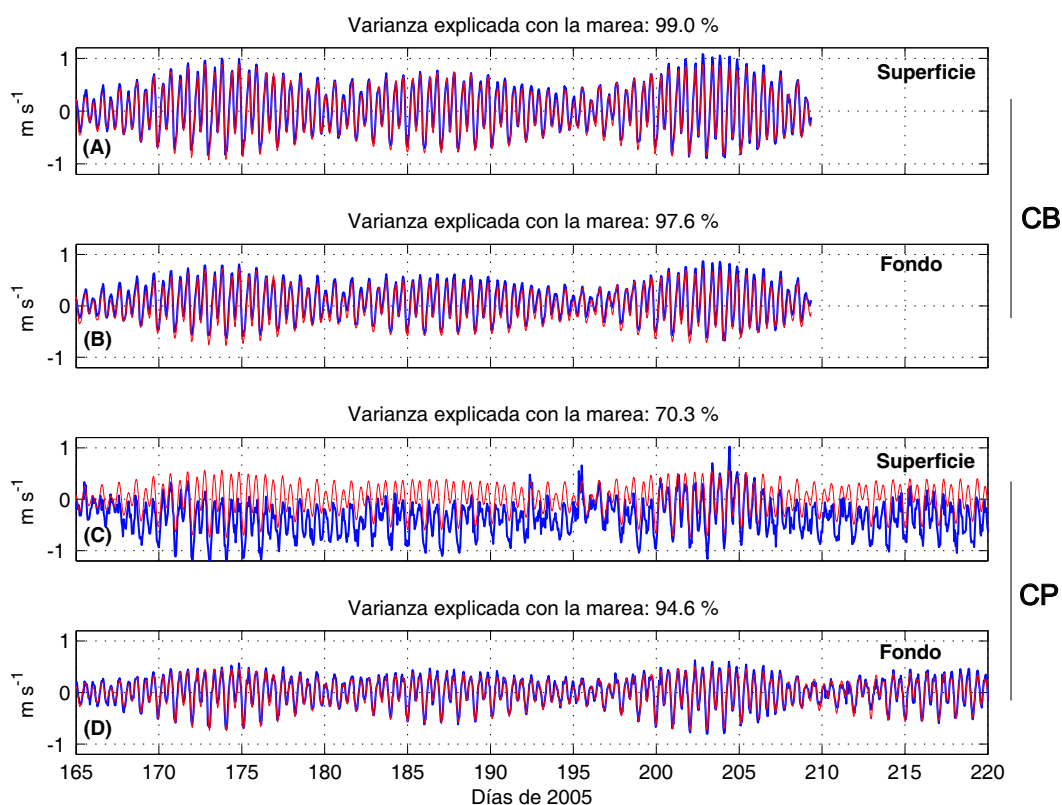 Varianza explicada con la marea: 99.0 %
1
0
-1
m s⁻¹
Superficie
(A)
CB
Varianza explicada con la marea: 97.6 %
1
0
-1
m s⁻¹
Fondo
(B)
Varianza explicada con la marea: 70.3 %
1
0
-1
m s⁻¹
Superficie
(C)
CP
Varianza explicada con la marea: 94.6 %
1
0
-1
m s⁻¹
Fondo
(D)
165 170 175 180 185 190 195 200 205 210 215 220
Días de 2005